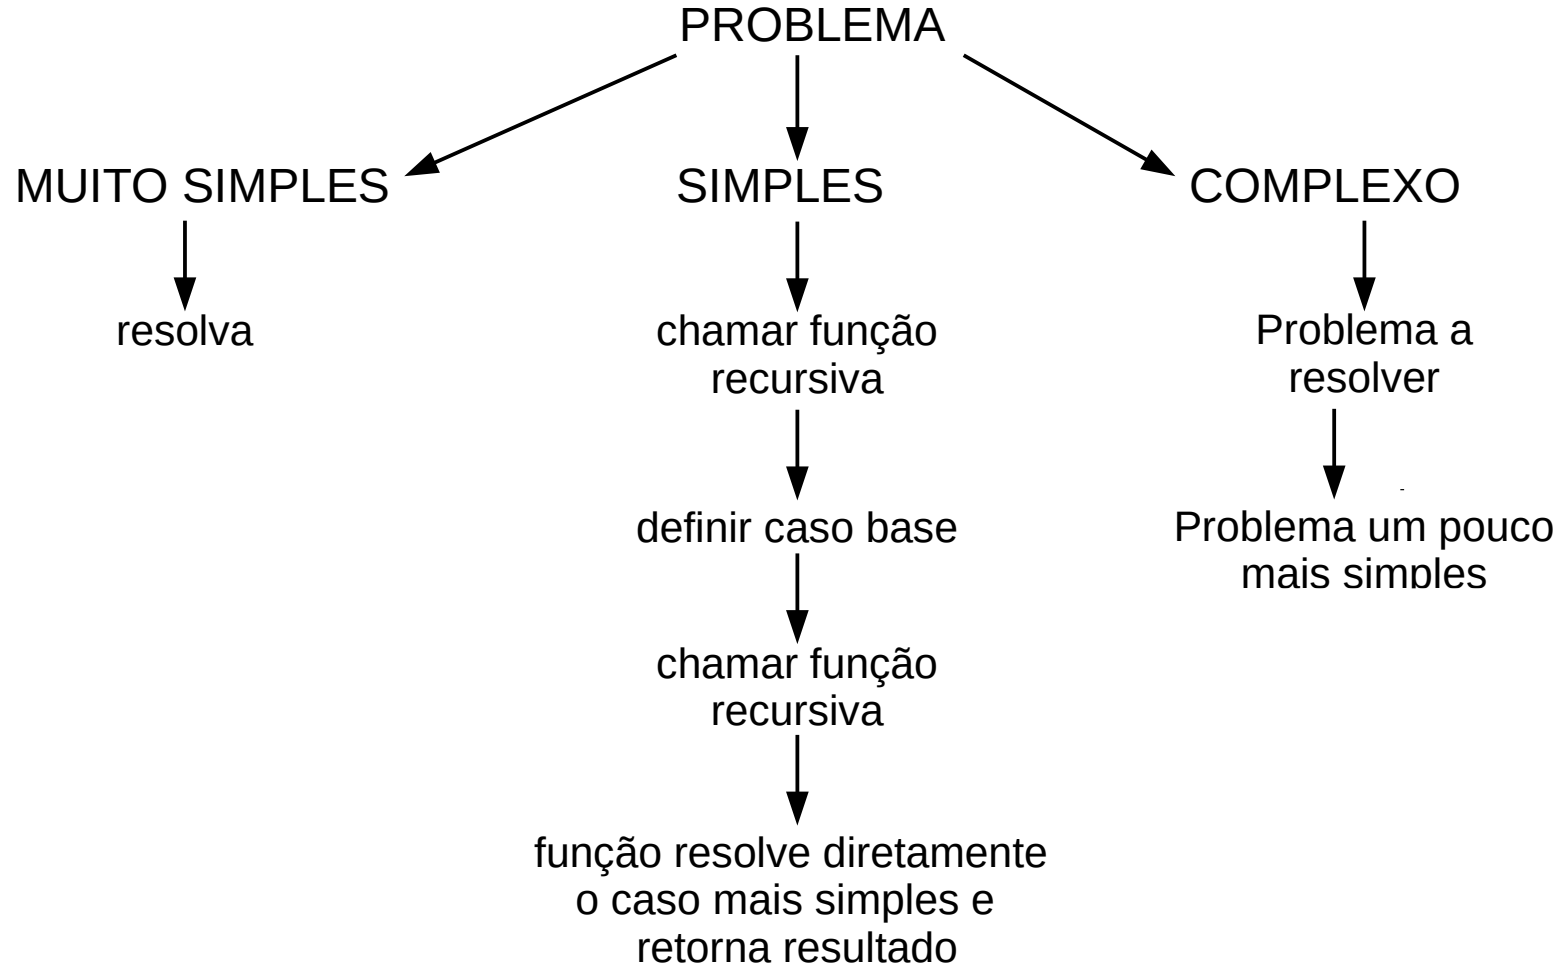 PROBLEMA
MUITO SIMPLES
SIMPLES
COMPLEXO
resolva
chamar função
recursiva
Problema a
resolver
definir caso base
Problema um pouco
mais simples
chamar função
recursiva
função resolve diretamente
o caso mais simples e
retorna resultado